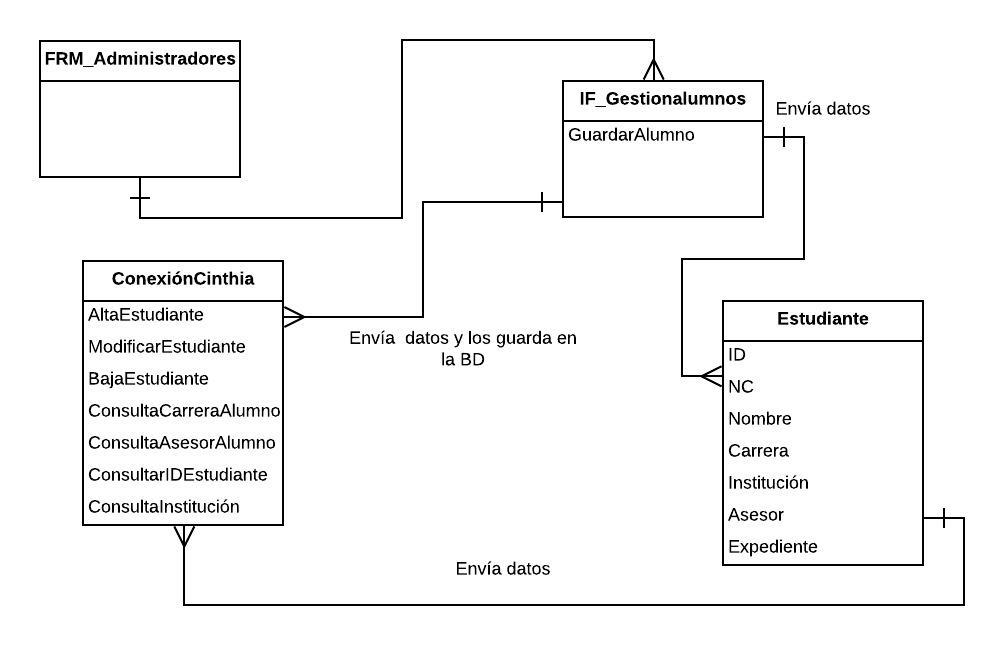 FRM_Administradores
IF_Gestionalumnos
GuardarAlumno
Envía datos
ConexiónCinthia
AltaEstudiante
ModificarEstudiante
BajaEstudiante
ConsultaCarreraAlumno
ConsultaAsesorAlumno
ConsultarIDEstudiante
ConsultaInstitución
Envía datos y los guarda en
la BD
Estudiante
ID
NC
Nombre
Carrera
Institución
Asesor
Expediente
Envía datos